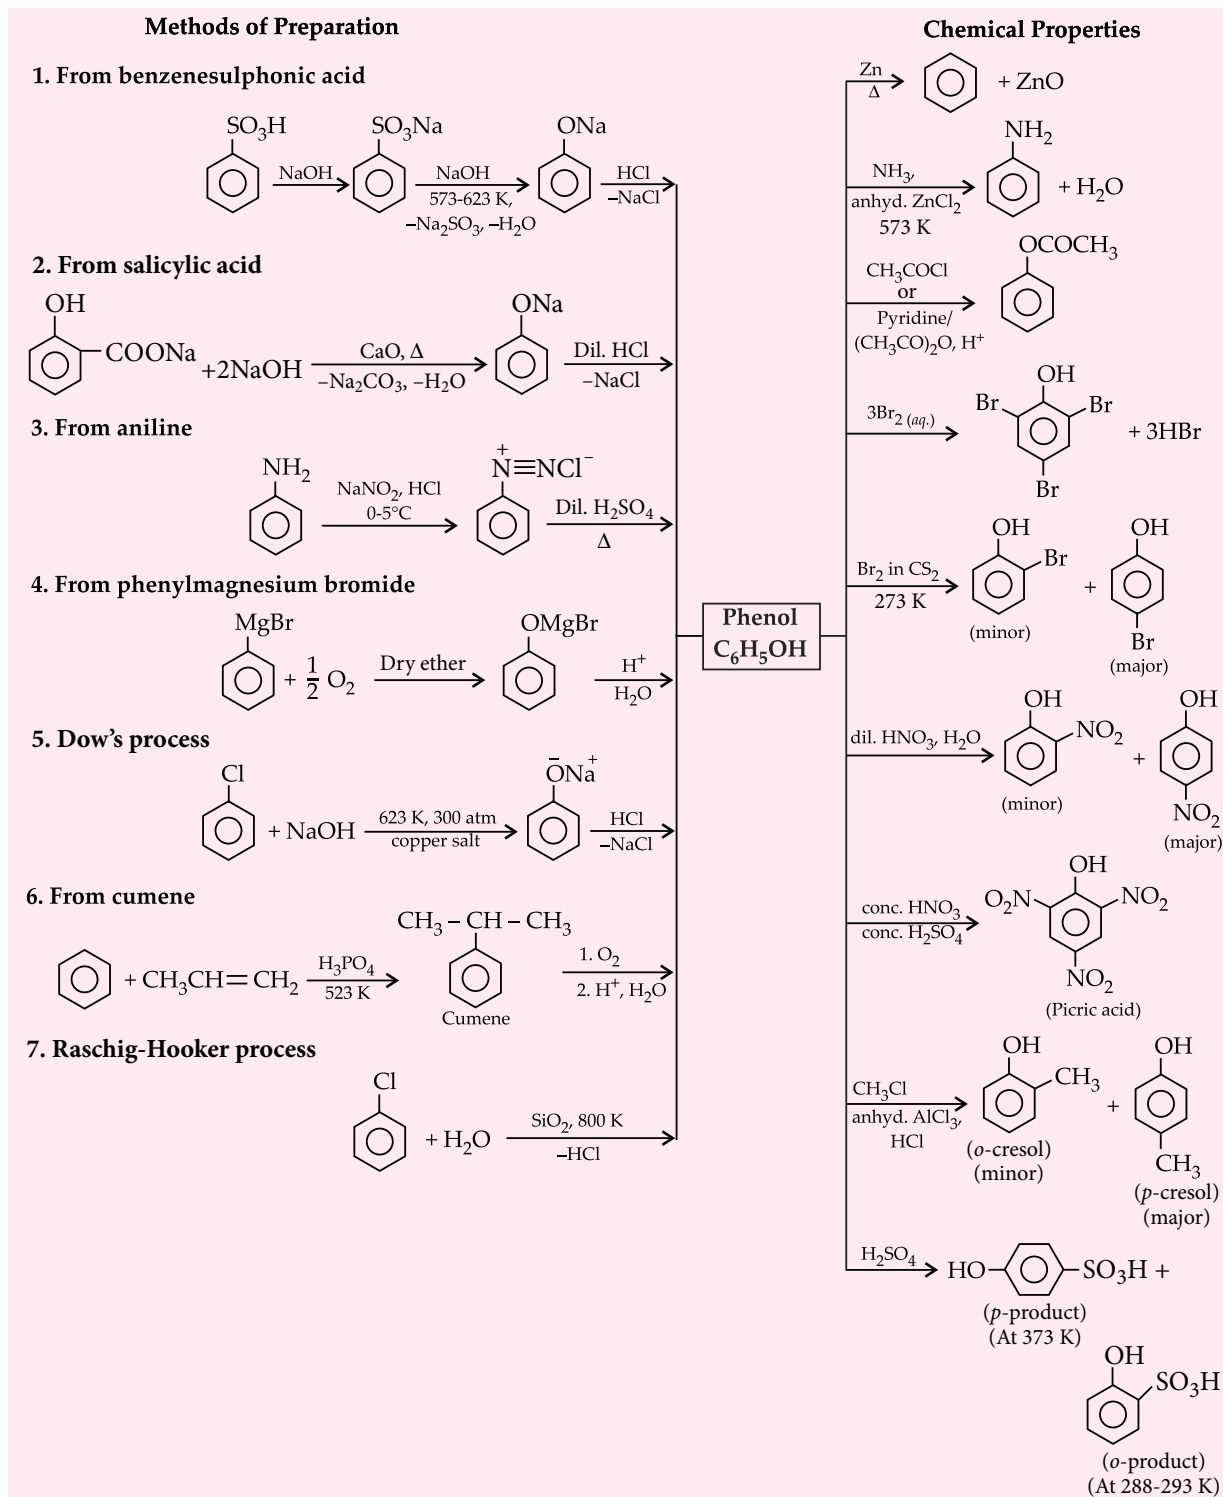 Methods of Preparation
1. From benzenesulphonic acid
SO₃H
SO₃Na
ONa
NaOH
NaOH
573-623 K,
–Na₂SO₃, –H₂O
HCl
–NaCl
2. From salicylic acid
OH
COONa
+2NaOH
CaO, Δ
–Na₂CO₃, –H₂O
ONa
Dil. HCl
–NaCl
3. From aniline
NH₂
NaNO₂, HCl
0-5°C
N⁺≡NCl⁻
Dil. H₂SO₄
Δ
4. From phenylmagnesium bromide
MgBr
+ 1/2 O₂
Dry ether
OMgBr
H⁺
H₂O
5. Dow's process
Cl
+ NaOH
623 K, 300 atm
copper salt
O⁻Na⁺
HCl
–NaCl
6. From cumene
+ CH₃CH=CH₂
H₃PO₄
523 K
CH₃–CH–CH₃
Cumene
1. O₂
2. H⁺, H₂O
7. Raschig-Hooker process
Cl
+ H₂O
SiO₂, 800 K
–HCl
Phenol
C₆H₅OH
Chemical Properties
Zn
Δ
+ ZnO
NH₃,
anhyd. ZnCl₂
573 K
NH₂
+ H₂O
CH₃COCl
or
Pyridine/
(CH₃CO)₂O, H⁺
OCOCH₃
3Br₂ (aq.)
OH
Br
Br
Br
+ 3HBr
Br₂ in CS₂
273 K
OH
Br
(minor)
+
OH
Br
(major)
dil. HNO₃, H₂O
OH
NO₂
(minor)
+
OH
NO₂
(major)
conc. HNO₃
conc. H₂SO₄
OH
O₂N
NO₂
NO₂
(Picric acid)
CH₃Cl
anhyd. AlCl₃,
HCl
OH
CH₃
(o-cresol)
(minor)
+
OH
CH₃
(p-cresol)
(major)
H₂SO₄
HO
SO₃H +
(p-product)
(At 373 K)
OH
SO₃H
(o-product)
(At 288-293 K)